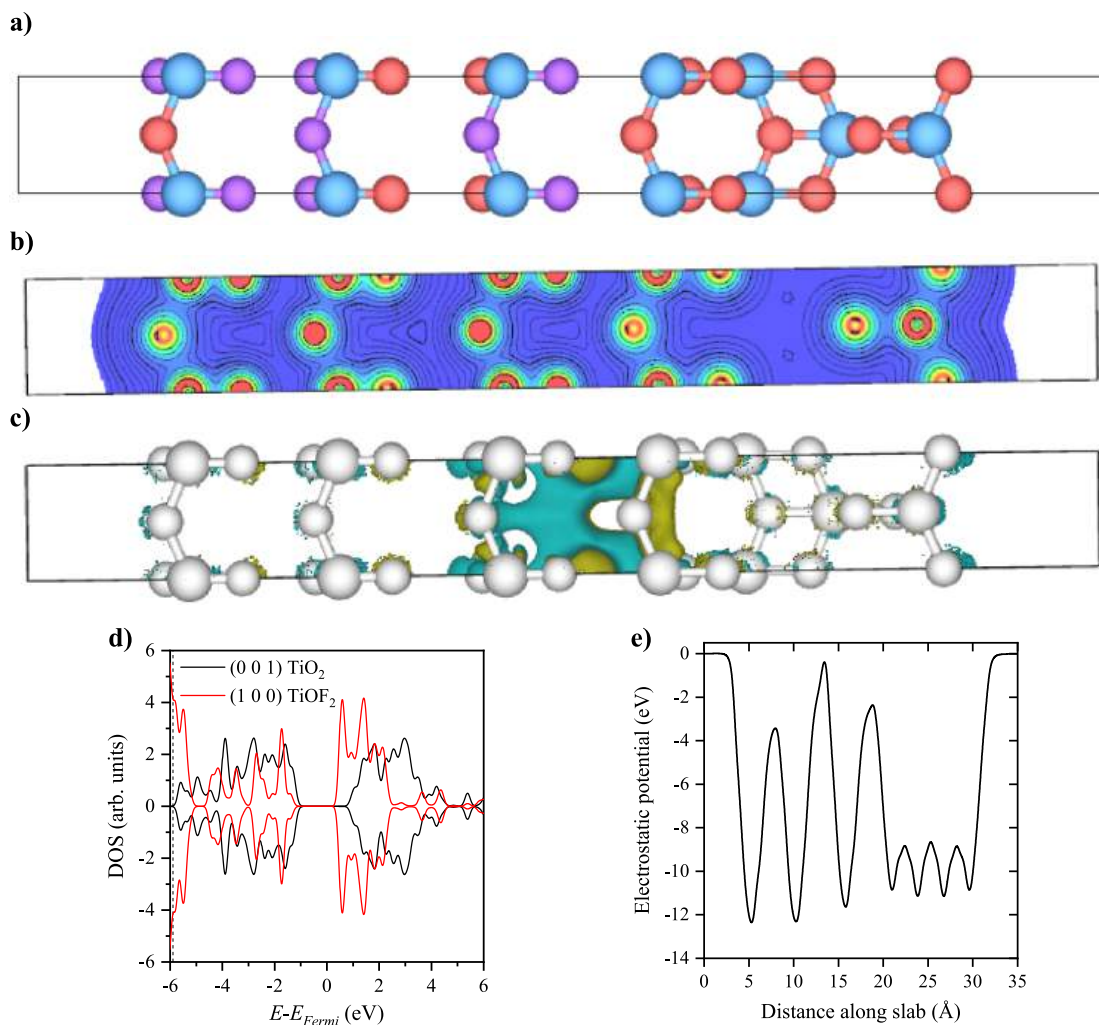 a)
b)
c)
d)
6
4
2
0
-2
-4
-6
DOS (arb. units)
(0 0 1) TiO2
(1 0 0) TiOF2
-6 -4 -2 0 2 4 6
E-EFermi (eV)
e)
0
-2
-4
-6
-8
-10
-12
-14
Electrostatic potential (eV)
0 5 10 15 20 25 30 35
Distance along slab (Å)